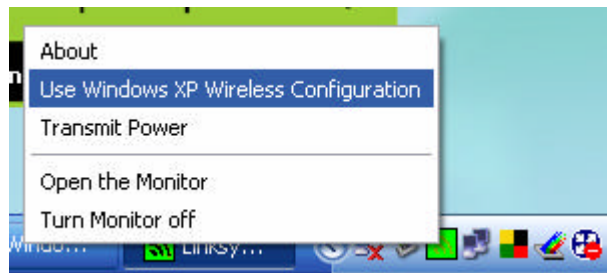 About
Use Windows XP Wireless Configuration
Transmit Power
Open the Monitor
Turn Monitor off
Linksy...